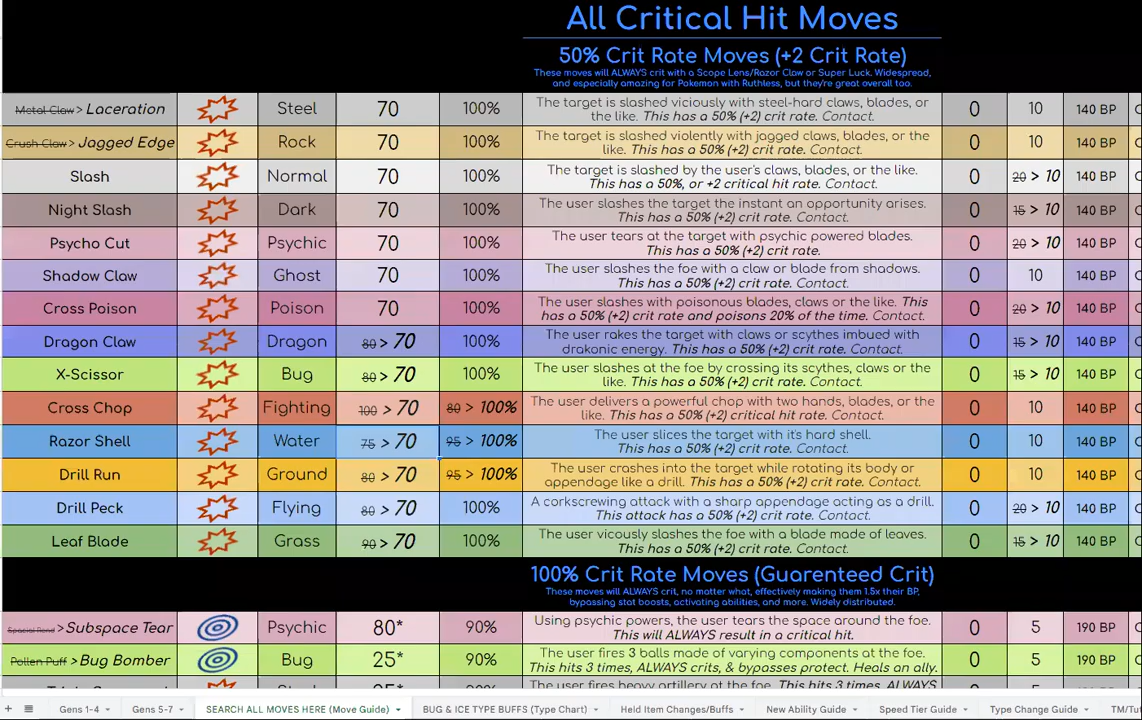 All Critical Hit Moves
50% Crit Rate Moves (+2 Crit Rate)
These moves will ALWAYS crit with a Scope Lens/Razor Claw or Super Luck. Widespread,
and especially amazing for Pokemon with Ruthless, but they're great overall too.
Metal Claw > Laceration Steel 70 100% The target is slashed viciously with steel-hard claws, blades, or
the like. This has a 50% (+2) crit rate. Contact. 0 10 140 BP
Crush Claw > Jagged Edge Rock 70 100% The target is slashed violently with jagged claws, blades, or the
like. This has a 50% (+2) crit rate. Contact. 0 10 140 BP
Slash Normal 70 100% The target is slashed by the user's claws, blades, or the like.
This has a 50%, or +2 critical hit rate. Contact. 0 20 > 10 140 BP
Night Slash Dark 70 100% The user slashes the target the instant an opportunity arises.
This has a 50% (+2) crit rate. Contact. 0 15 > 10 140 BP
Psycho Cut Psychic 70 100% The user tears at the target with psychic powered blades.
This has a 50% (+2) crit rate. 0 20 > 10 140 BP
Shadow Claw Ghost 70 100% The user slashes the foe with a claw or blade from shadows.
This has a 50% (+2) crit rate. Contact. 0 10 140 BP
Cross Poison Poison 70 100% The user slashes with poisonous blades, claws or the like. This
has a 50% (+2) crit rate and poisons 20% of the time. Contact. 0 20 > 10 140 BP
Dragon Claw Dragon 80 > 70 100% The user rakes the target with claws or scythes imbued with
drakonic energy. This has a 50% (+2) crit rate. Contact. 0 15 > 10 140 BP
X-Scissor Bug 80 > 70 100% The user slashes at the foe by crossing its scythes, claws or the
like. This has a 50% (+2) crit rate. Contact. 0 15 > 10 140 BP
Cross Chop Fighting 100 > 70 80 > 100% The user delivers a powerful chop with two hands, blades, or the
like. This has a 50% (+2) critical hit rate. Contact. 0 10 140 BP
Razor Shell Water 75 > 70 95 > 100% The user slices the target with it's hard shell.
This has a 50% (+2) crit rate. Contact. 0 10 140 BP
Drill Run Ground 80 > 70 95 > 100% The user crashes into the target while rotating its body or
appendage like a drill. This has a 50% (+2) crit rate. Contact. 0 10 140 BP
Drill Peck Flying 80 > 70 100% A corkscrewing attack with a sharp appendage acting as a drill.
This attack has a 50% (+2) crit rate. Contact. 0 20 > 10 140 BP
Leaf Blade Grass 90 > 70 100% The user vicously slashes the foe with a blade made of leaves.
This has a 50% (+2) crit rate. Contact. 0 15 > 10 140 BP
100% Crit Rate Moves (Guarenteed Crit)
These moves will ALWAYS crit, no matter what, effectively making them 1.5x their BP,
bypassing stat boosts, activating abilities, and more. Widely distributed.
Spacial Rend > Subspace Tear Psychic 80* 90% Using psychic powers, the user tears the space around the foe.
This will ALWAYS result in a critical hit. 0 5 190 BP
Pollen Puff > Bug Bomber Bug 25* 90% The user fires 3 balls made of varying components at the foe.
This hits 3 times, ALWAYS crits, & bypasses protect. Heals an ally. 0 5 190 BP
The user fires heavy artillery at the foe. This hits 3 times, ALWAYS
+ Gens 1-4 Gens 5-7 SEARCH ALL MOVES HERE (Move Guide) BUG & ICE TYPE BUFFS (Type Chart) Held Item Changes/Buffs New Ability Guide Speed Tier Guide Type Change Guide TM/Tu